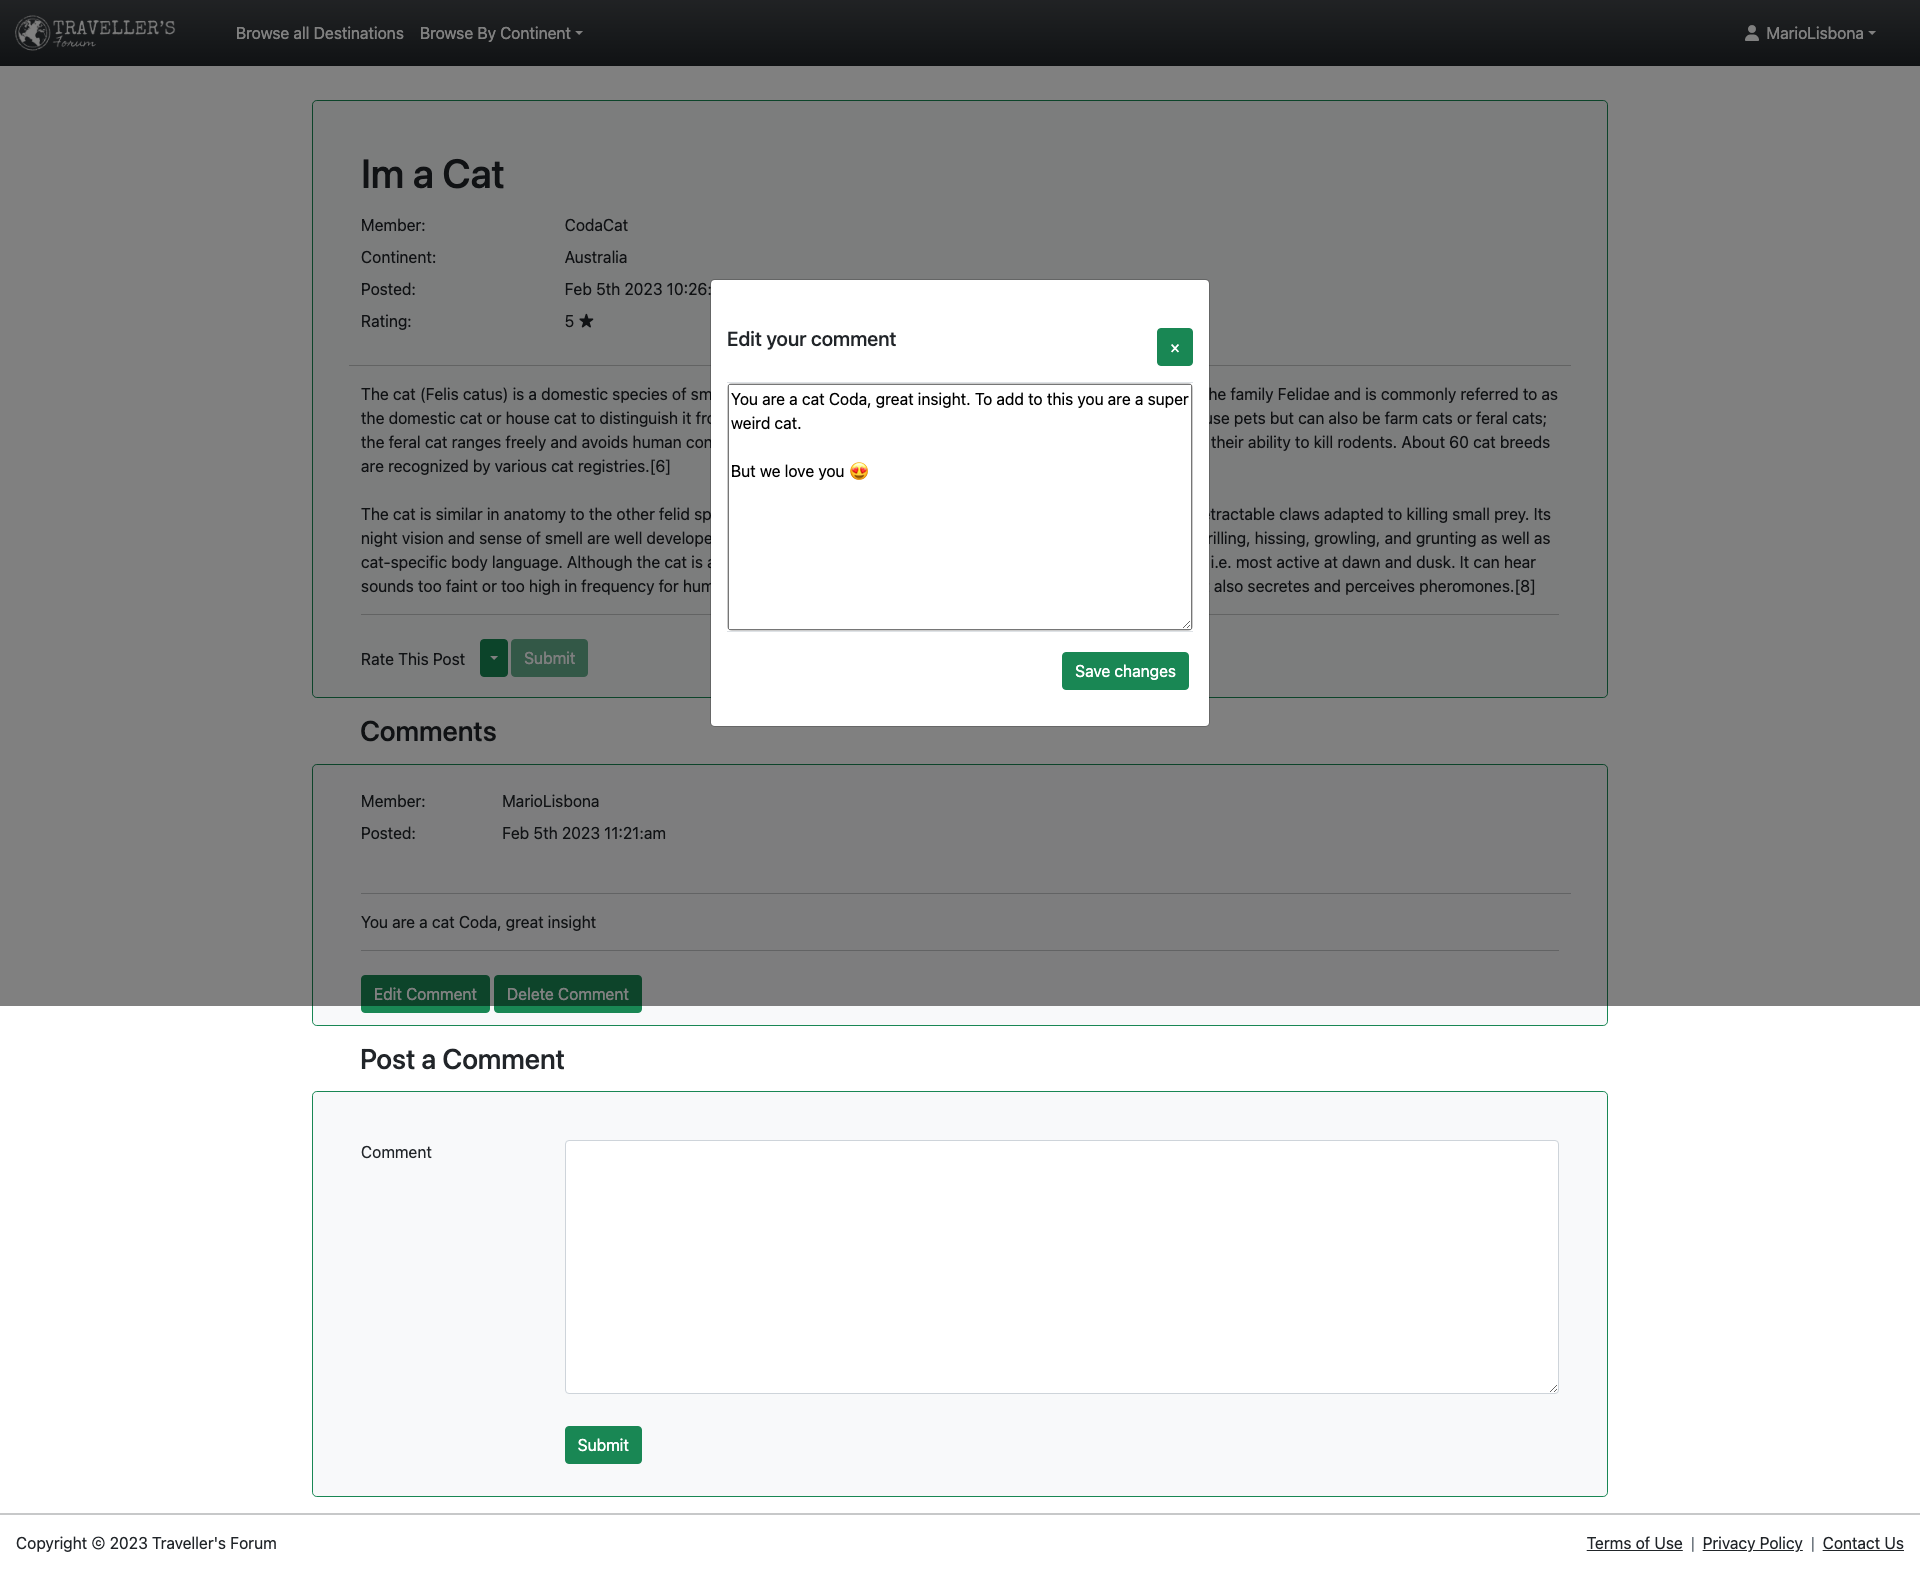 TRAVELLER'S
Forum
Browse all Destinations
Browse By Continent
MarioLisbona
Im a Cat
Member: CodaCat
Continent: Australia
Posted: Feb 5th 2023 10:26:
Rating: 5 ★
Edit your comment
×
You are a cat Coda, great insight. To add to this you are a super
weird cat.
But we love you 😍
Save changes
The cat (Felis catus) is a domestic species of sm he family Felidae and is commonly referred to as
the domestic cat or house cat to distinguish it fr use pets but can also be farm cats or feral cats;
the feral cat ranges freely and avoids human con their ability to kill rodents. About 60 cat breeds
are recognized by various cat registries.[6]
The cat is similar in anatomy to the other felid sp tractable claws adapted to killing small prey. Its
night vision and sense of smell are well develope rilling, hissing, growling, and grunting as well as
cat-specific body language. Although the cat is a i.e. most active at dawn and dusk. It can hear
sounds too faint or too high in frequency for hum also secretes and perceives pheromones.[8]
Rate This Post
Submit
Comments
Member: MarioLisbona
Posted: Feb 5th 2023 11:21:am
You are a cat Coda, great insight
Edit Comment
Delete Comment
Post a Comment
Comment
Submit
Copyright © 2023 Traveller's Forum
Terms of Use | Privacy Policy | Contact Us